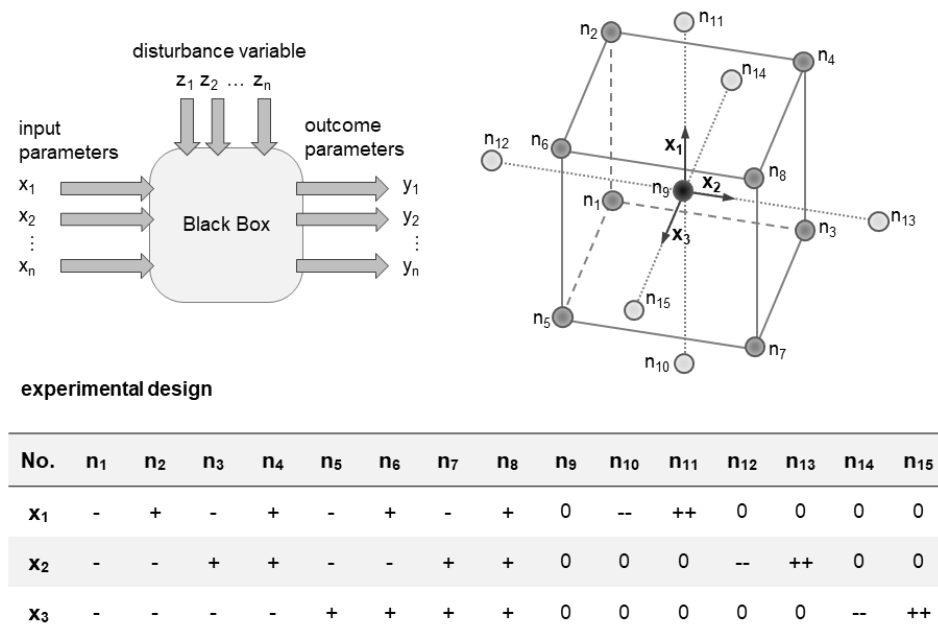 disturbance variable
z₁ z₂ ... zₙ
input
parameters
outcome
parameters
x₁
x₂
⋮
xₙ
Black Box
y₁
y₂
⋮
yₙ
n₁₁
n₂
n₄
n₁₄
n₁₂
n₆
x₁
n₈
n₉
x₂
n₁
n₁₃
n₃
x₃
n₁₅
n₅
n₇
n₁₀
experimental design
No. n₁ n₂ n₃ n₄ n₅ n₆ n₇ n₈ n₉ n₁₀ n₁₁ n₁₂ n₁₃ n₁₄ n₁₅
x₁ - + - + - + - + 0 -- ++ 0 0 0 0
x₂ - - + + - - + + 0 0 0 -- ++ 0 0
x₃ - - - - + + + + 0 0 0 0 0 -- ++